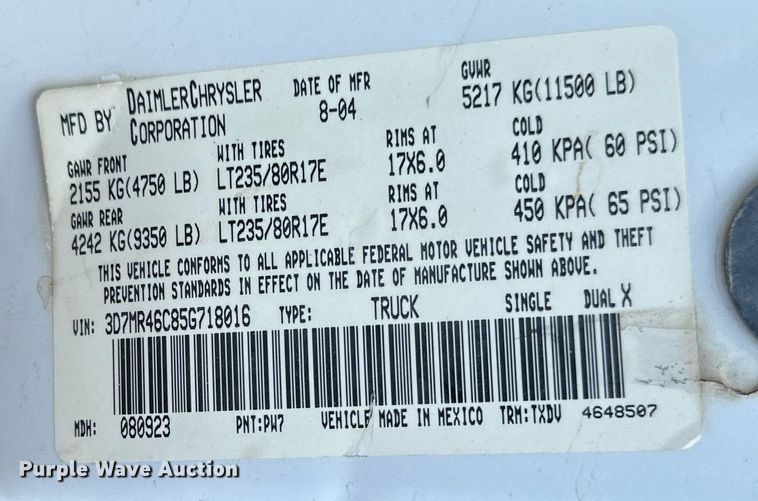 MFD BY DAIMLERCHRYSLER CORPORATION DATE OF MFR 8-04 GVWR 5217 KG(11500 LB)
GAWR FRONT WITH TIRES RIMS AT COLD
2155 KG(4750 LB) LT235/80R17E 17X6.0 410 KPA( 60 PSI)
GAWR REAR WITH TIRES RIMS AT COLD
4242 KG(9350 LB) LT235/80R17E 17X6.0 450 KPA( 65 PSI)
THIS VEHICLE CONFORMS TO ALL APPLICABLE FEDERAL MOTOR VEHICLE SAFETY AND THEFT
PREVENTION STANDARDS IN EFFECT ON THE DATE OF MANUFACTURE SHOWN ABOVE.
VIN: 3D7MR46C85G718016 TYPE: TRUCK SINGLE DUAL X
MDH: 080923 PNT:PW7 VEHICLE MADE IN MEXICO TRM:TXDV 4648507
Purple Wave Auction